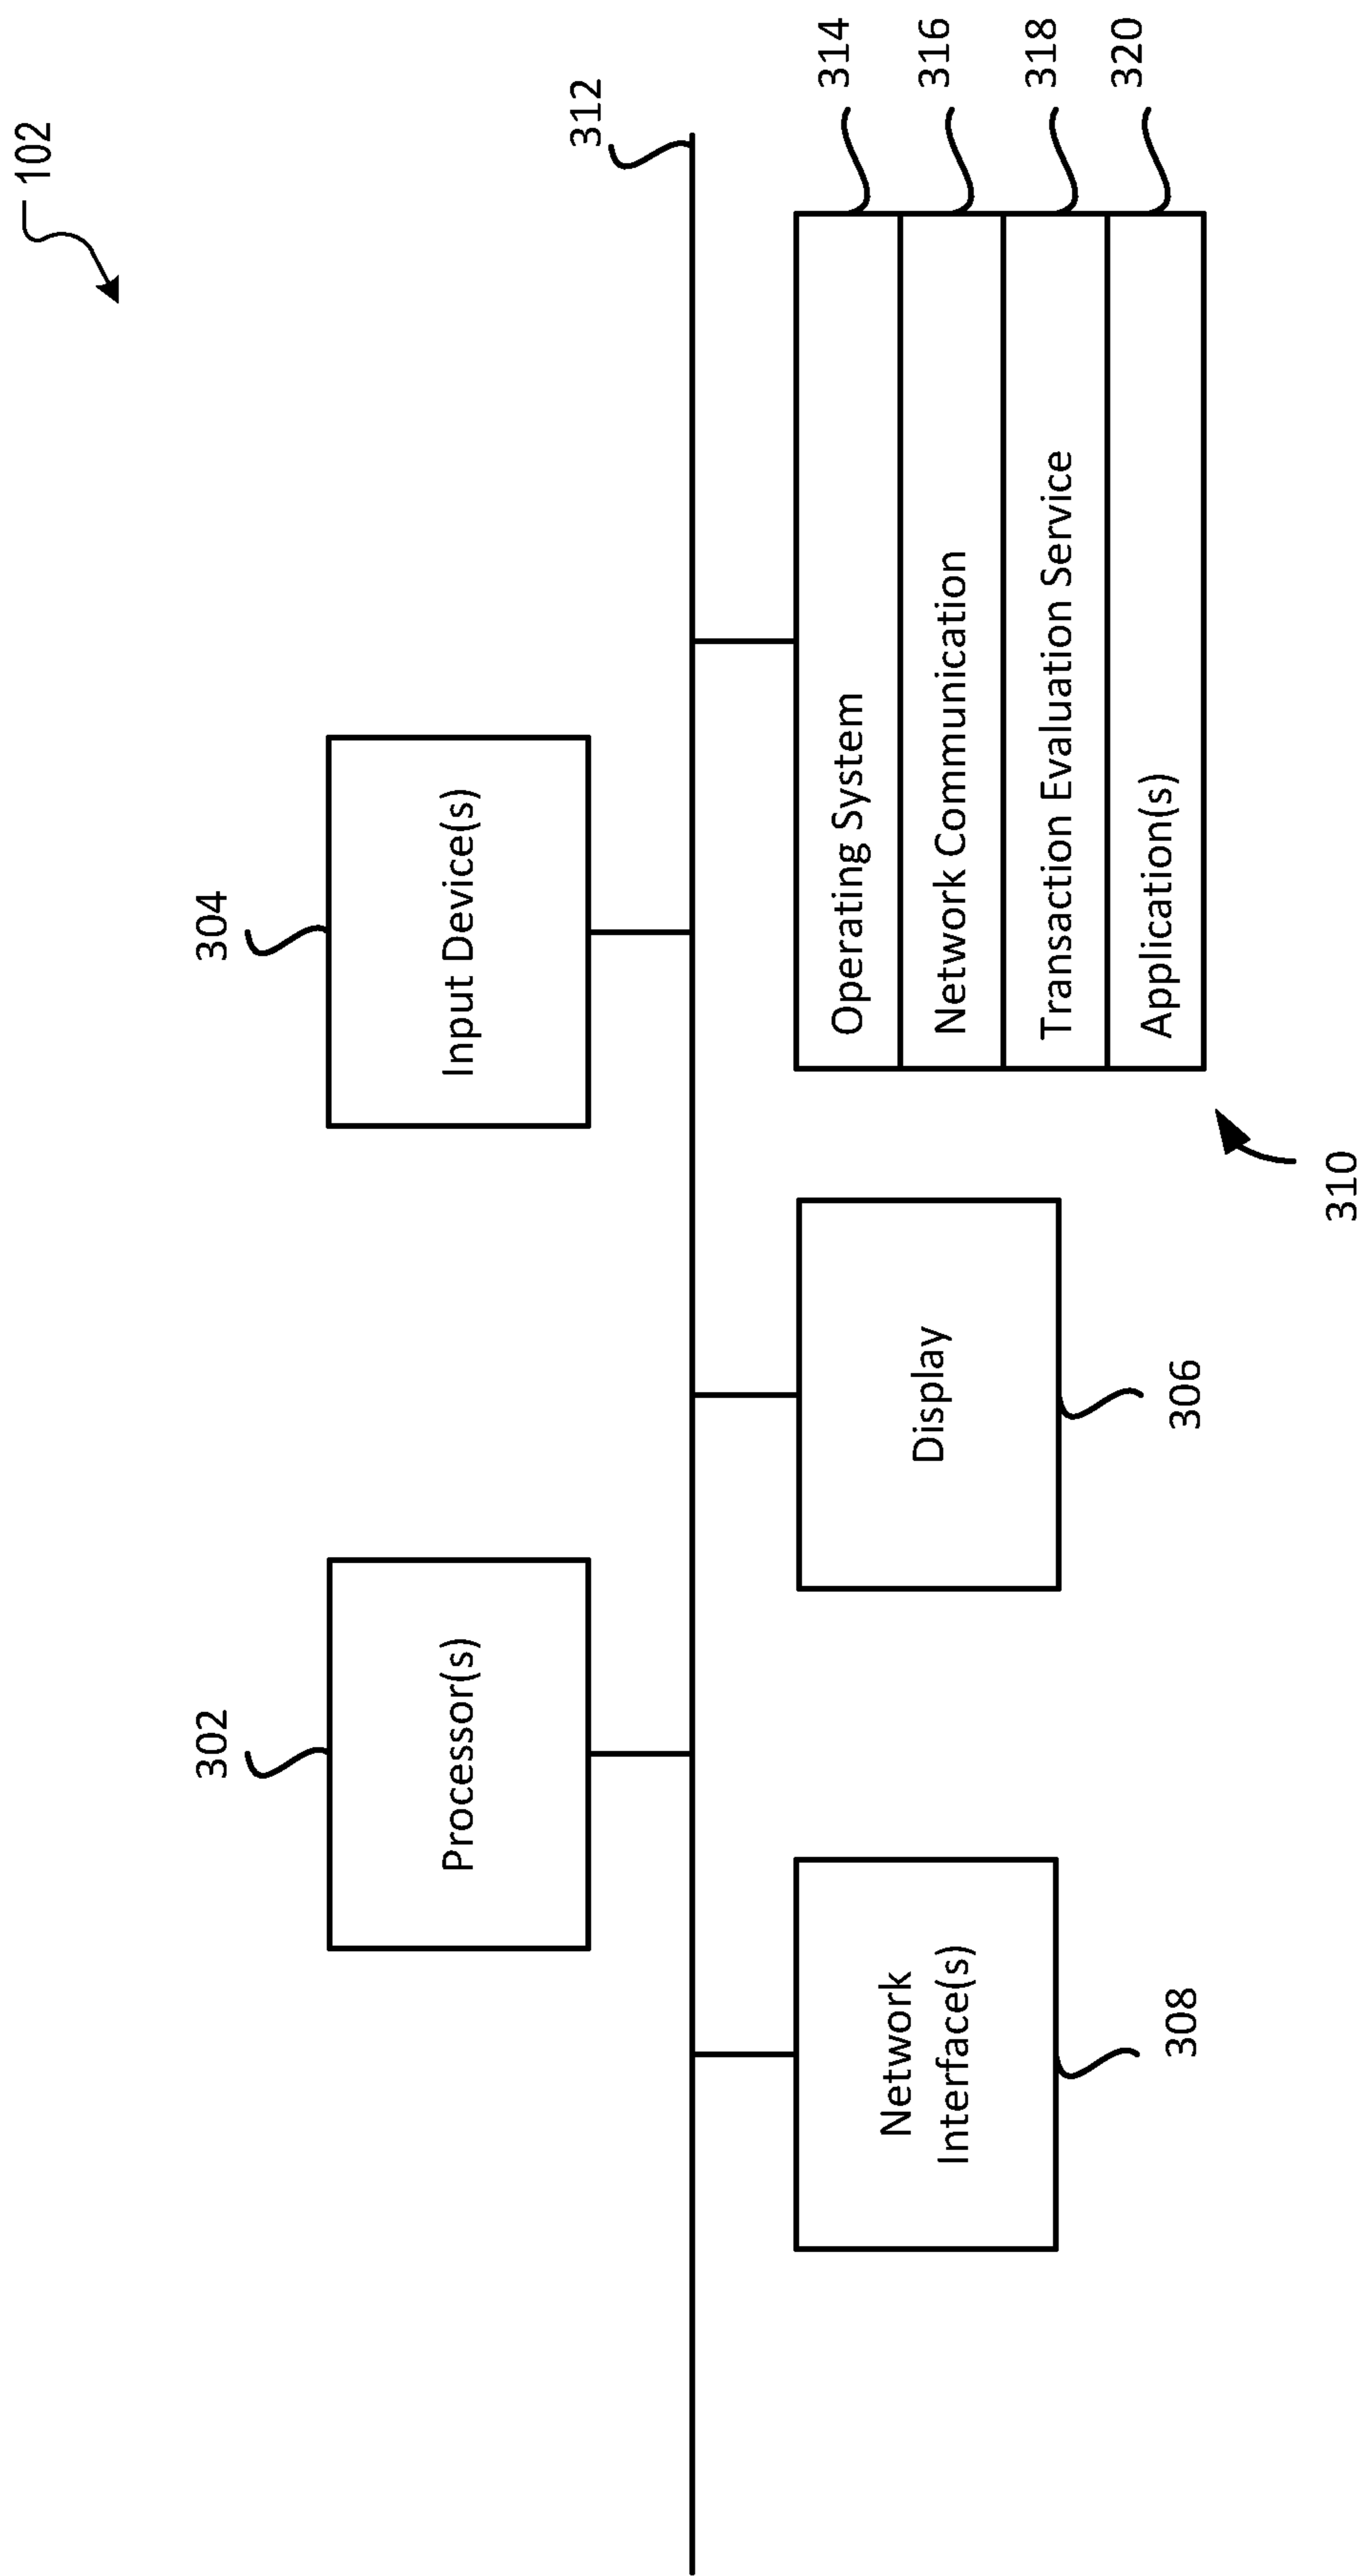 102
302
304
Processor(s)
Input Device(s)
312
Network
Interface(s)
Display
Operating System
314
Network Communication
316
Transaction Evaluation Service
318
Application(s)
320
308
306
310